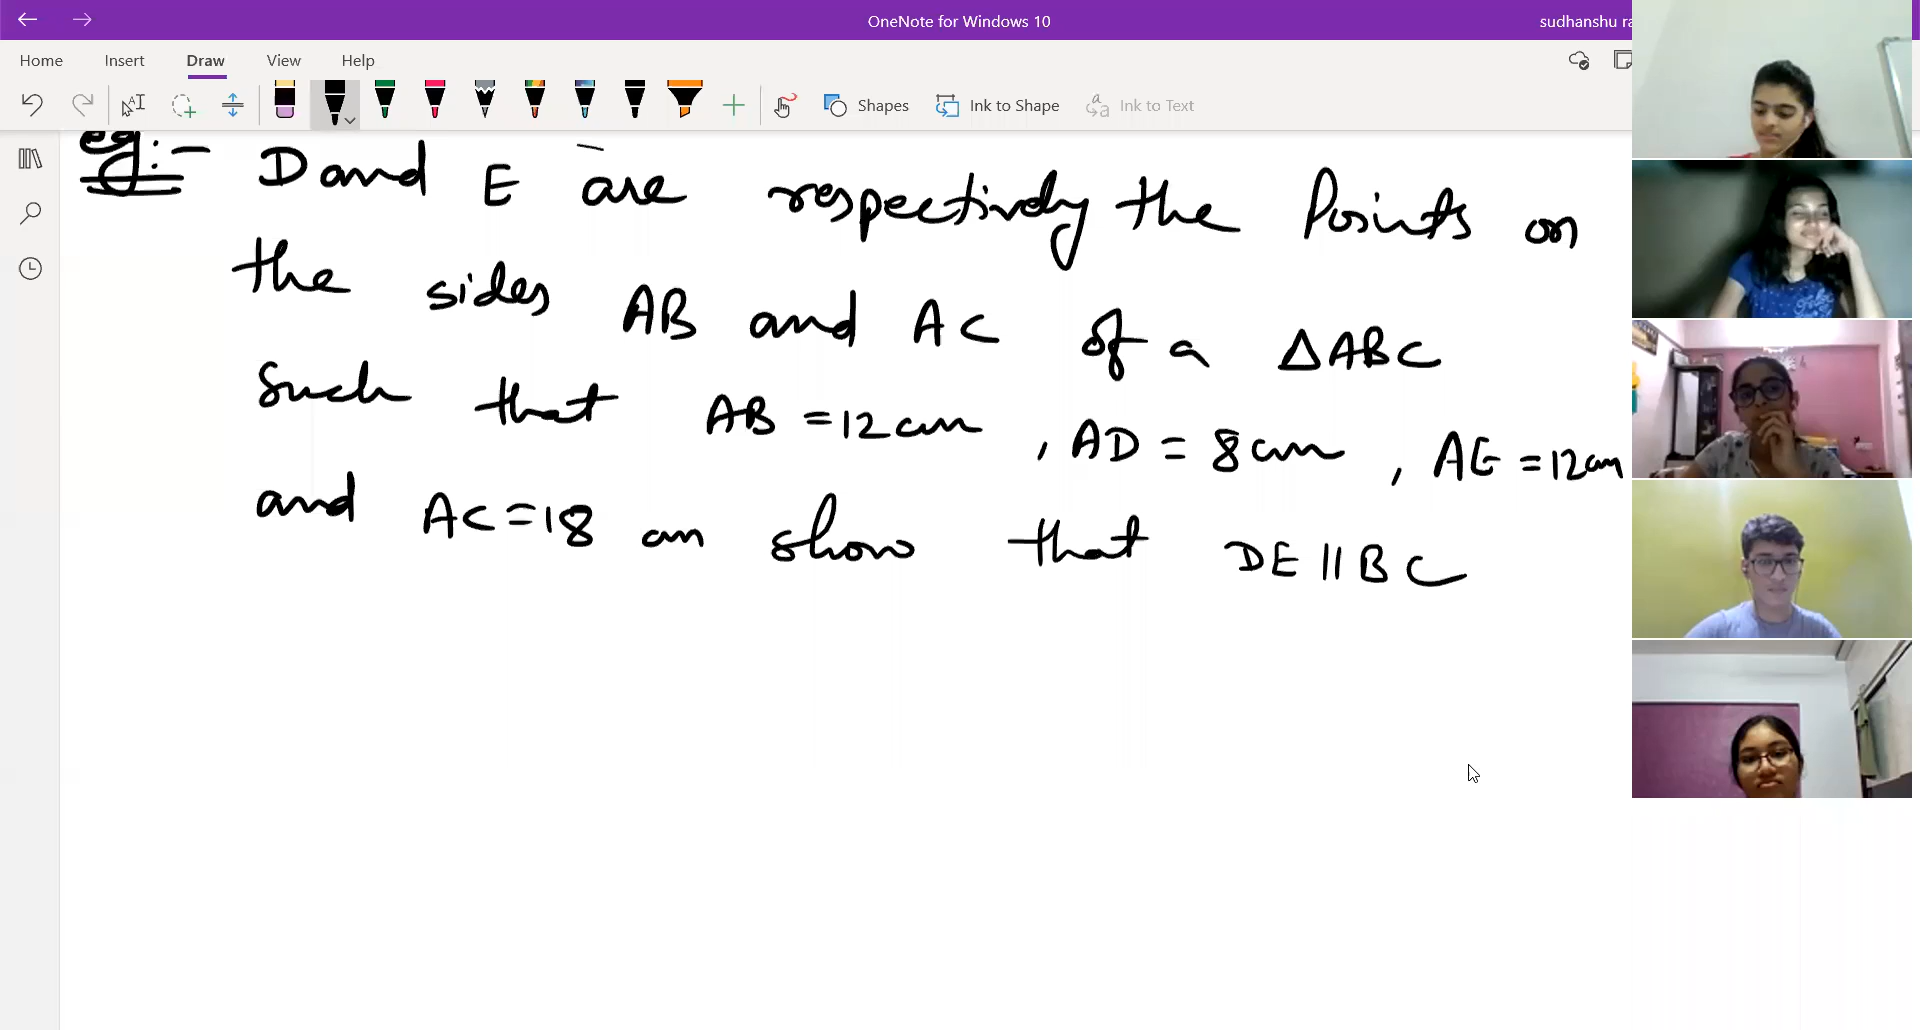 OneNote for Windows 10
sudhanshu ra
Home Insert Draw View Help
Shapes Ink to Shape Ink to Text
eg:- D and E are respectively the Points on
the sides AB and AC of a △ABC
such that AB = 12cm, AD = 8cm, AE = 12cm
and AC = 18 cm show that DE || BC